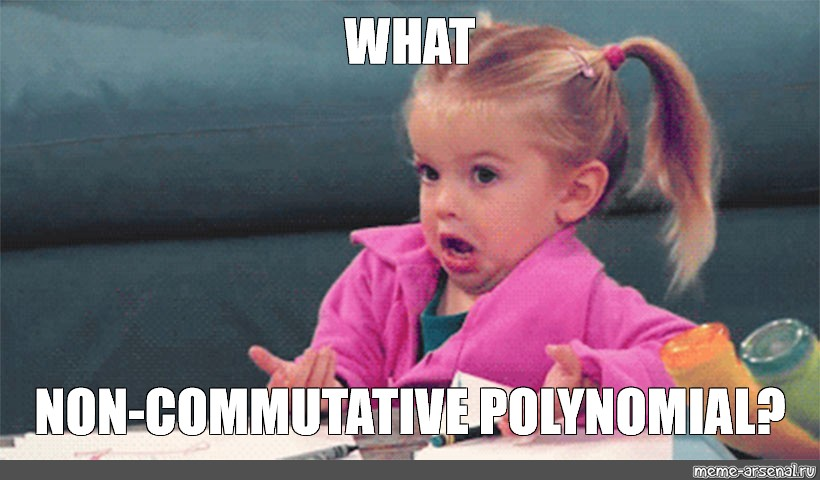 WHAT
NON-COMMUTATIVE POLYNOMIAL?
meme-arsenal.ru